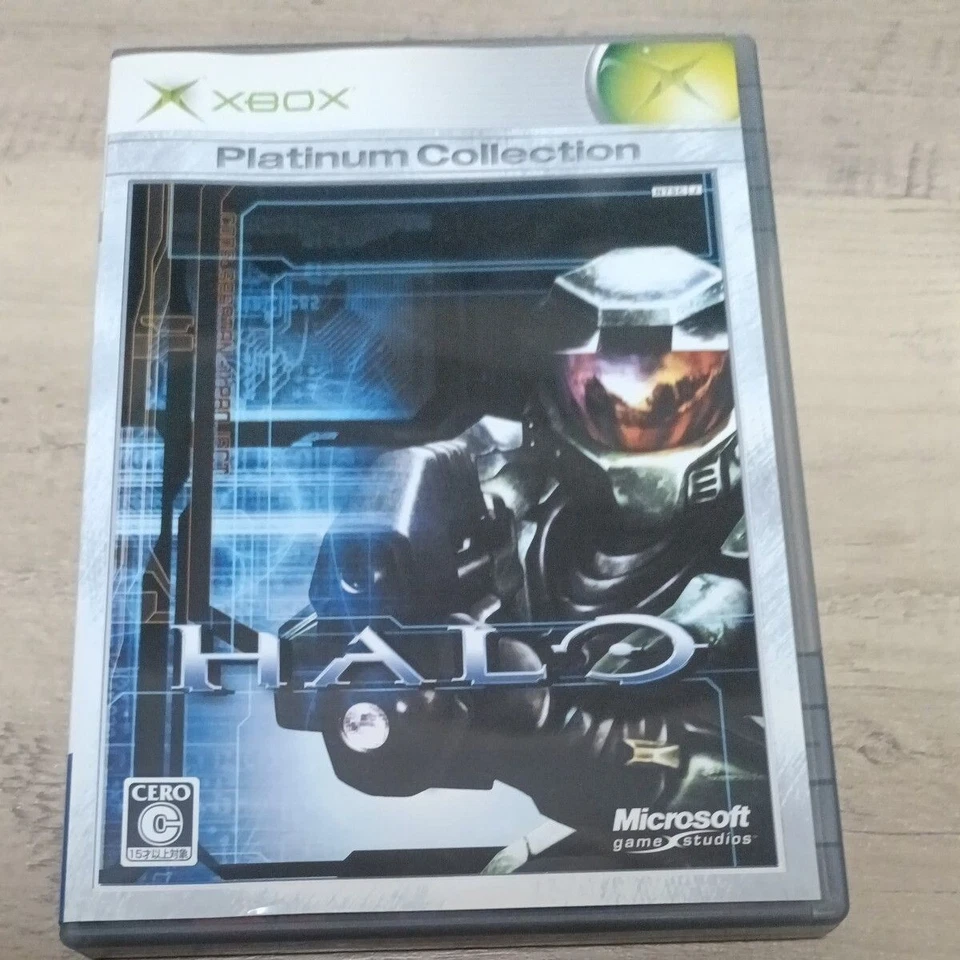 XBOX
Platinum Collection
NTSC J
HALO
CERO
C
15才以上対象
Microsoft
game studios